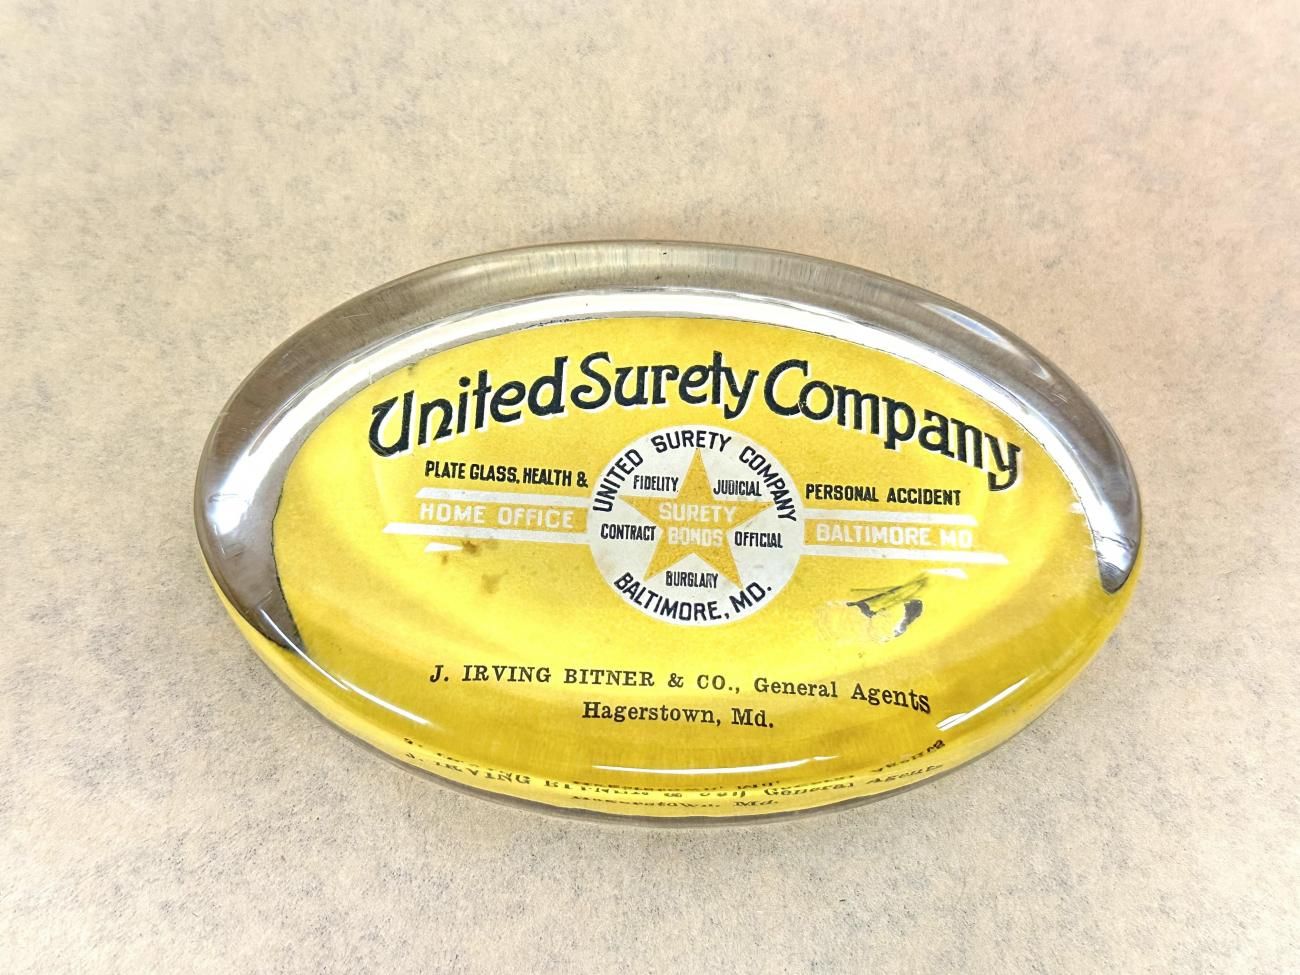 United Surety Company
PLATE GLASS, HEALTH &
PERSONAL ACCIDENT
HOME OFFICE
BALTIMORE MD
UNITED SURETY COMPANY
FIDELITY
JUDICIAL
SURETY
BONDS
CONTRACT
OFFICIAL
BURGLARY
BALTIMORE, MD.
J. IRVING BITNER & CO., General Agents
Hagerstown, Md.